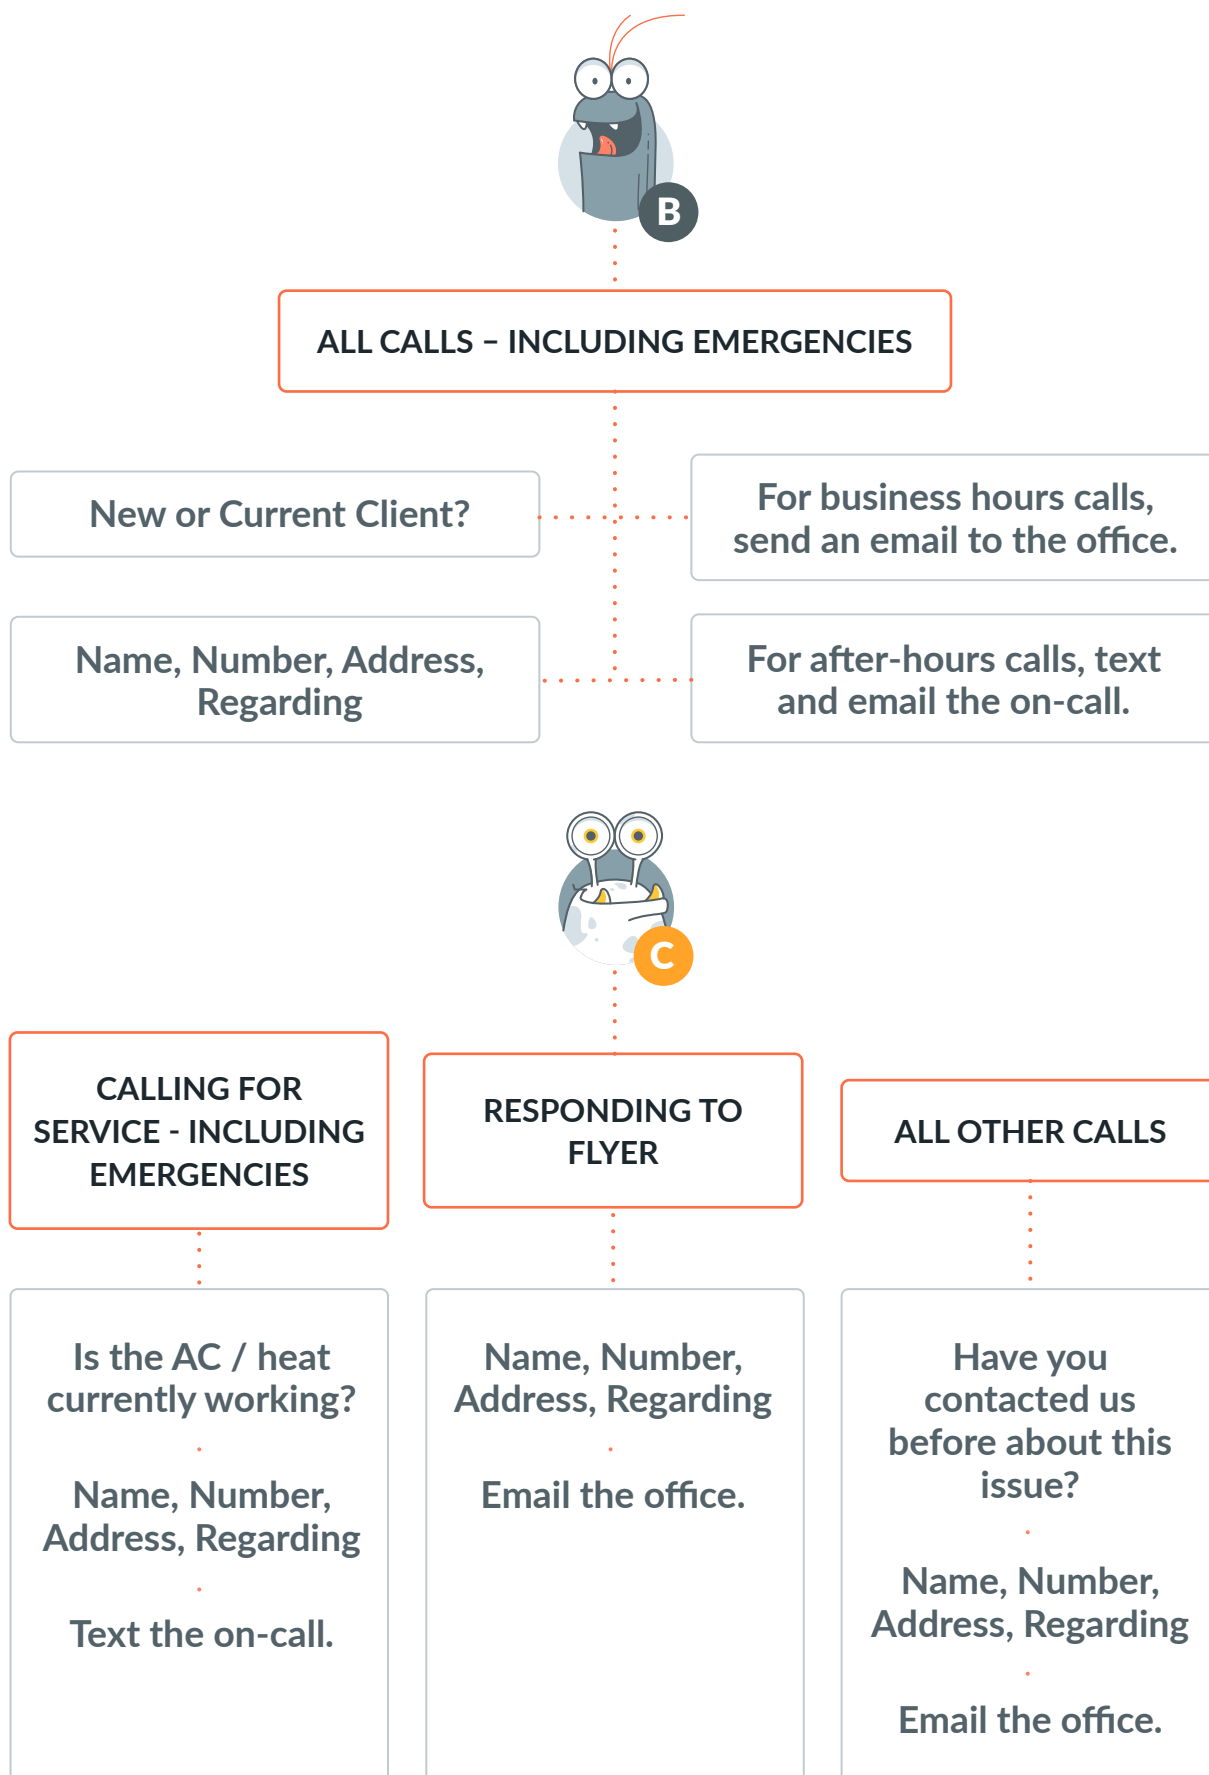 B
ALL CALLS – INCLUDING EMERGENCIES
New or Current Client?
For business hours calls,
send an email to the office.
Name, Number, Address,
Regarding
For after-hours calls, text
and email the on-call.
C
CALLING FOR
SERVICE - INCLUDING
EMERGENCIES
Is the AC / heat
currently working?
Name, Number,
Address, Regarding
Text the on-call.
RESPONDING TO
FLYER
Name, Number,
Address, Regarding
Email the office.
ALL OTHER CALLS
Have you
contacted us
before about this
issue?
Name, Number,
Address, Regarding
Email the office.